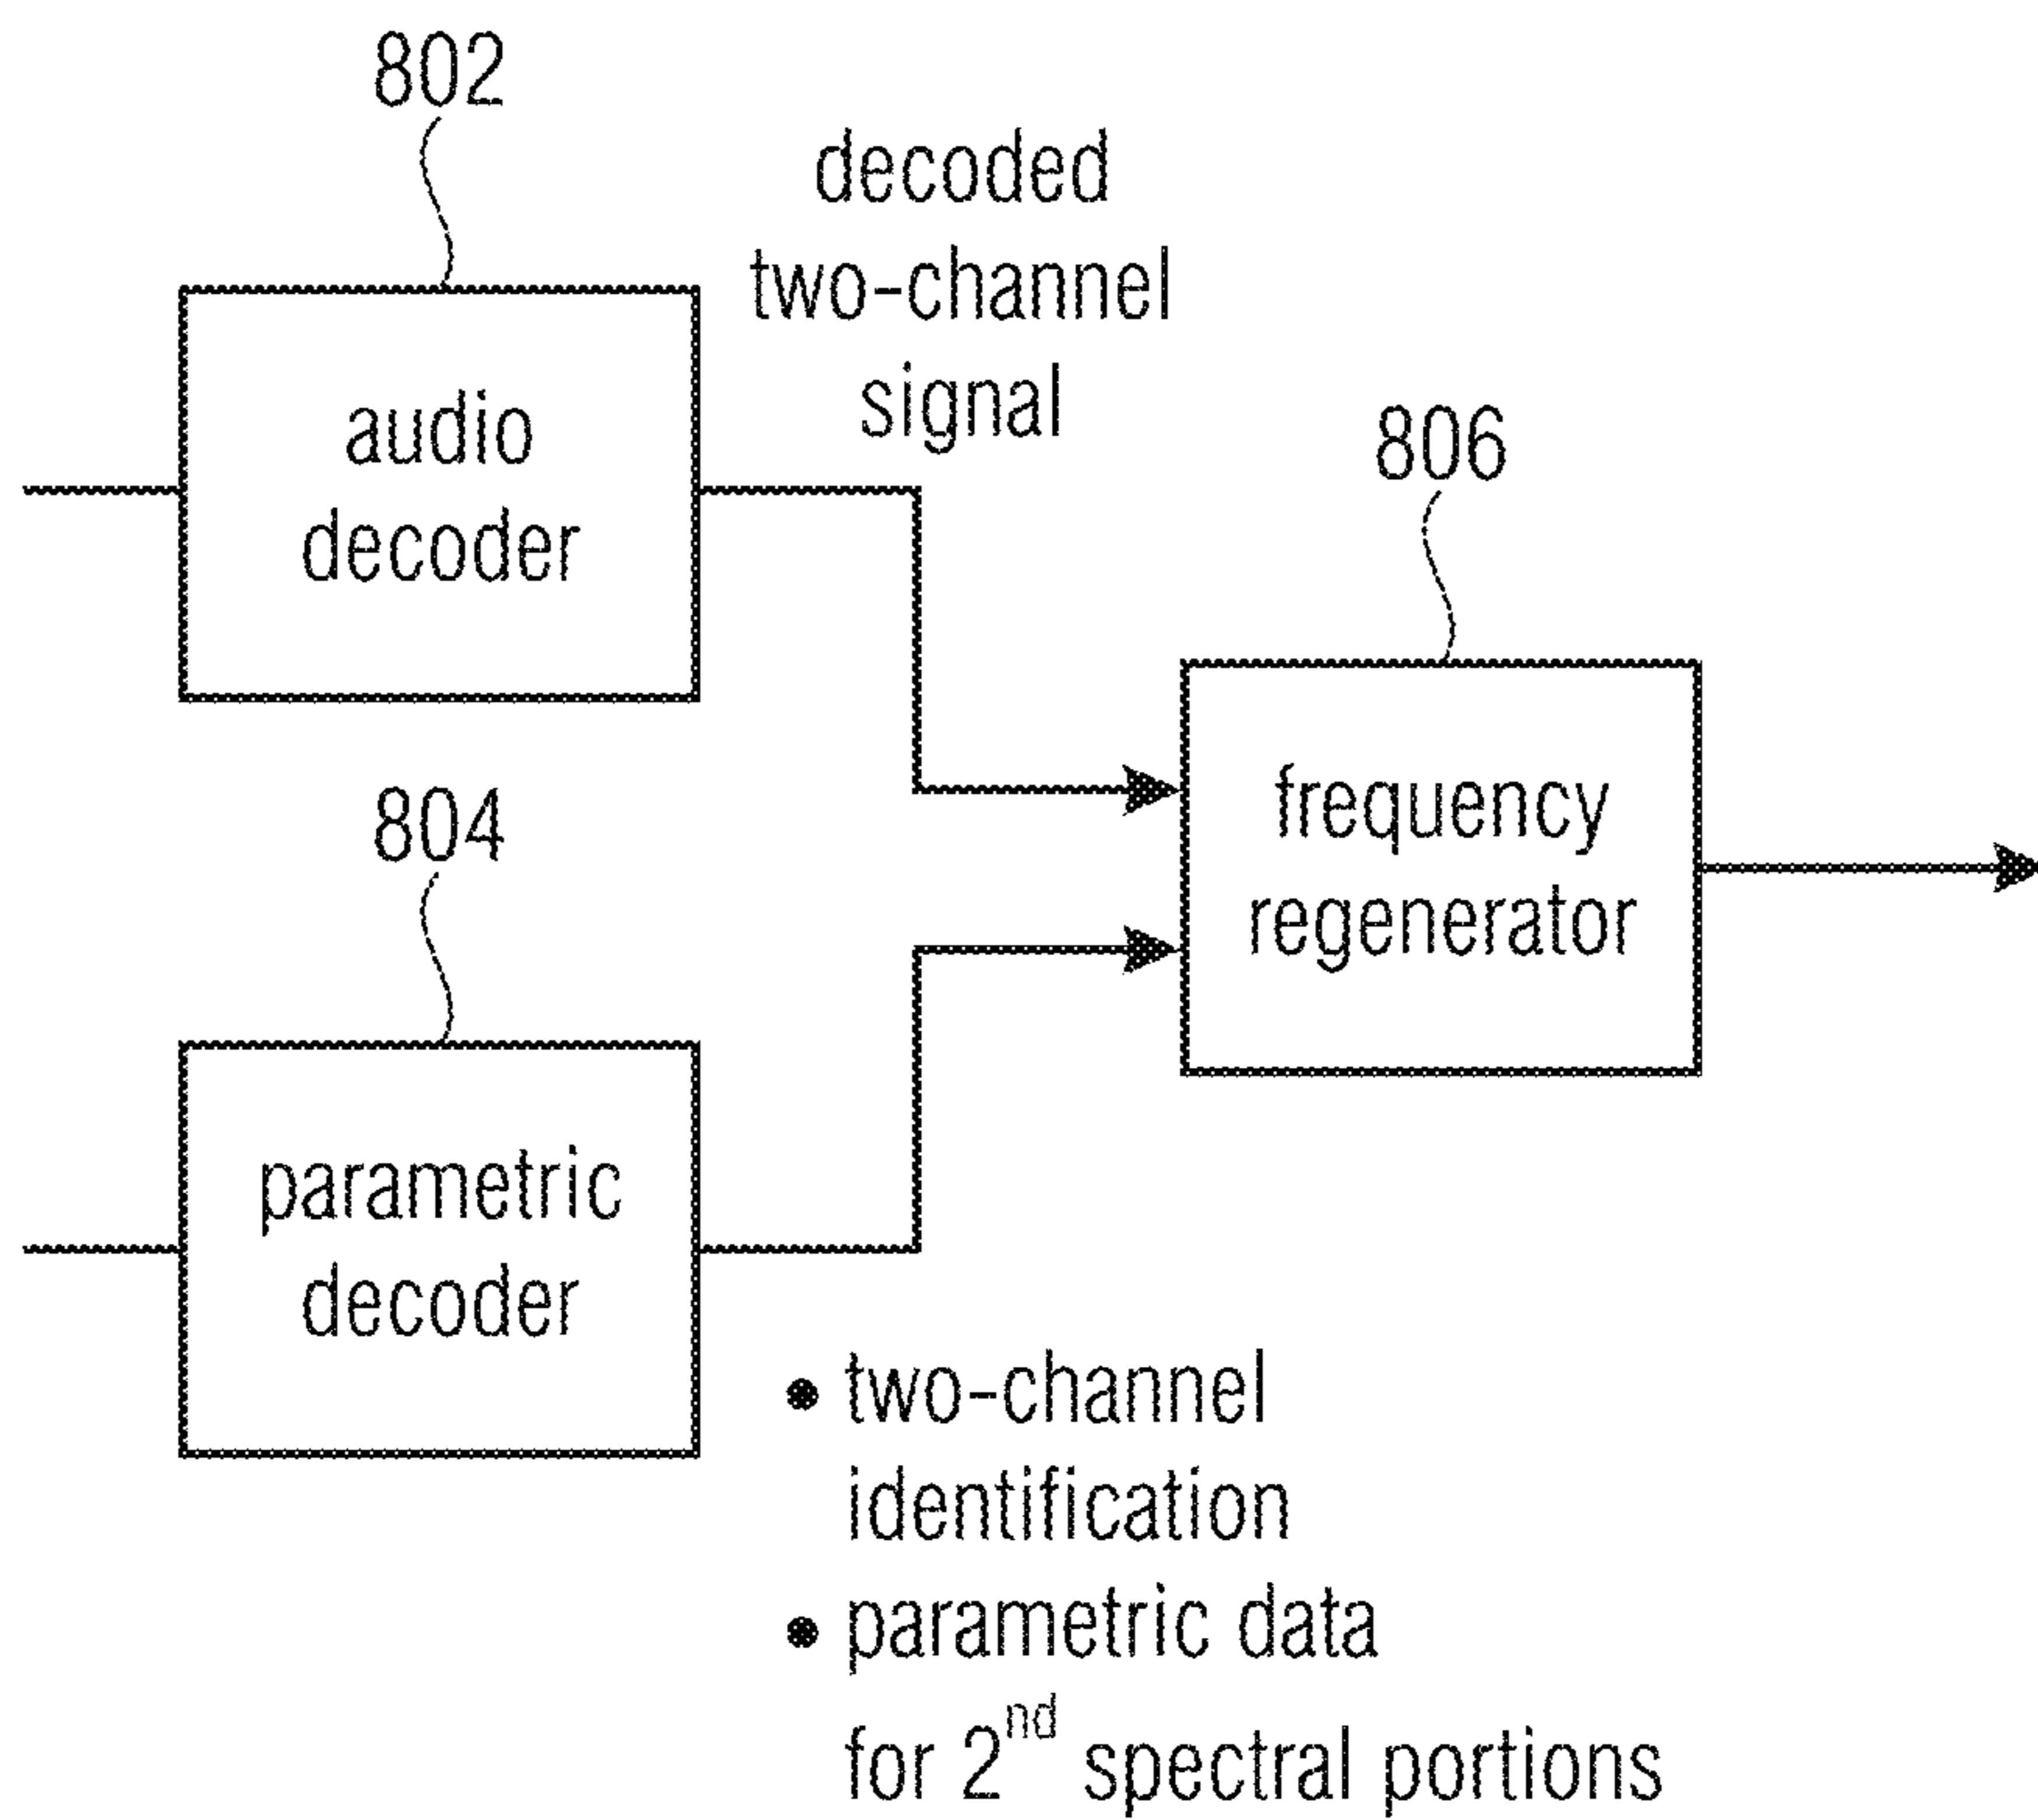 802
decoded
two-channel
signal
audio
decoder
806
frequency
regenerator
804
parametric
decoder
• two-channel
identification
• parametric data
for 2nd spectral portions